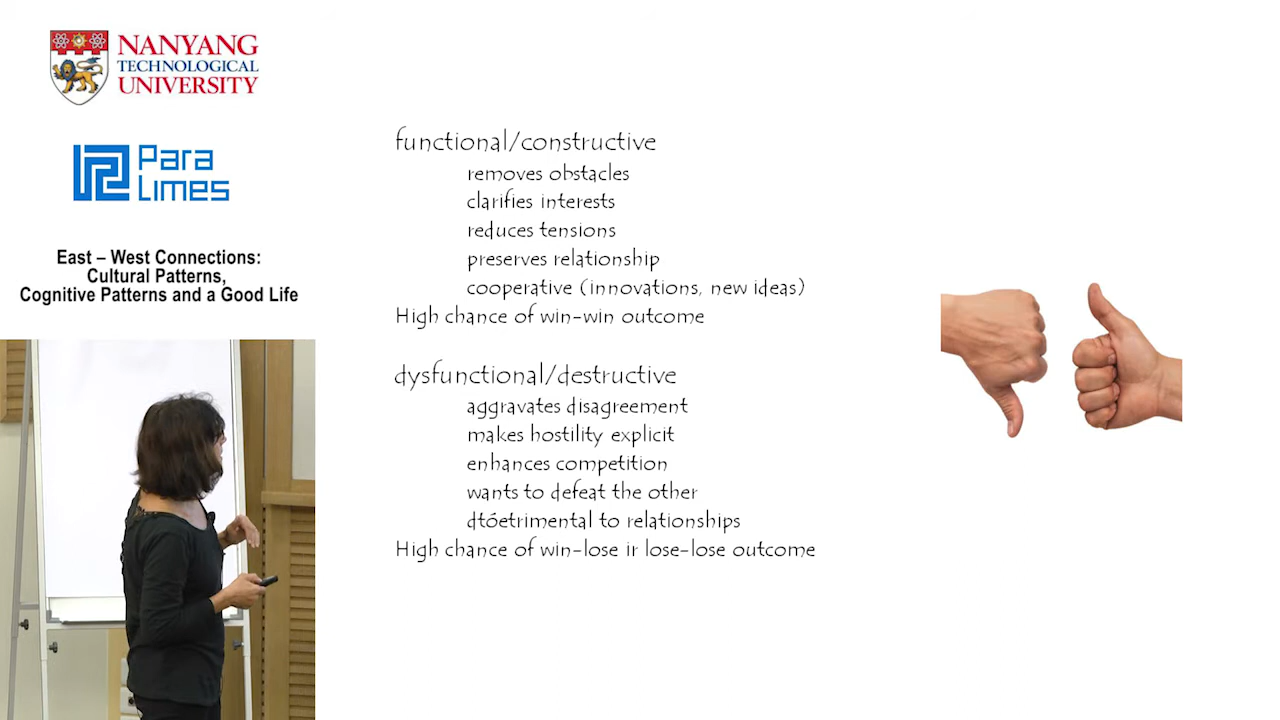 NANYANG
TECHNOLOGICAL
UNIVERSITY
Para
Limes
East – West Connections:
Cultural Patterns,
Cognitive Patterns and a Good Life
functional/constructive
removes obstacles
clarifies interests
reduces tensions
preserves relationship
cooperative (innovations, new ideas)
High chance of win-win outcome
dysfunctional/destructive
aggravates disagreement
makes hostility explicit
enhances competition
wants to defeat the other
dtóetrimental to relationships
High chance of win-lose ir lose-lose outcome